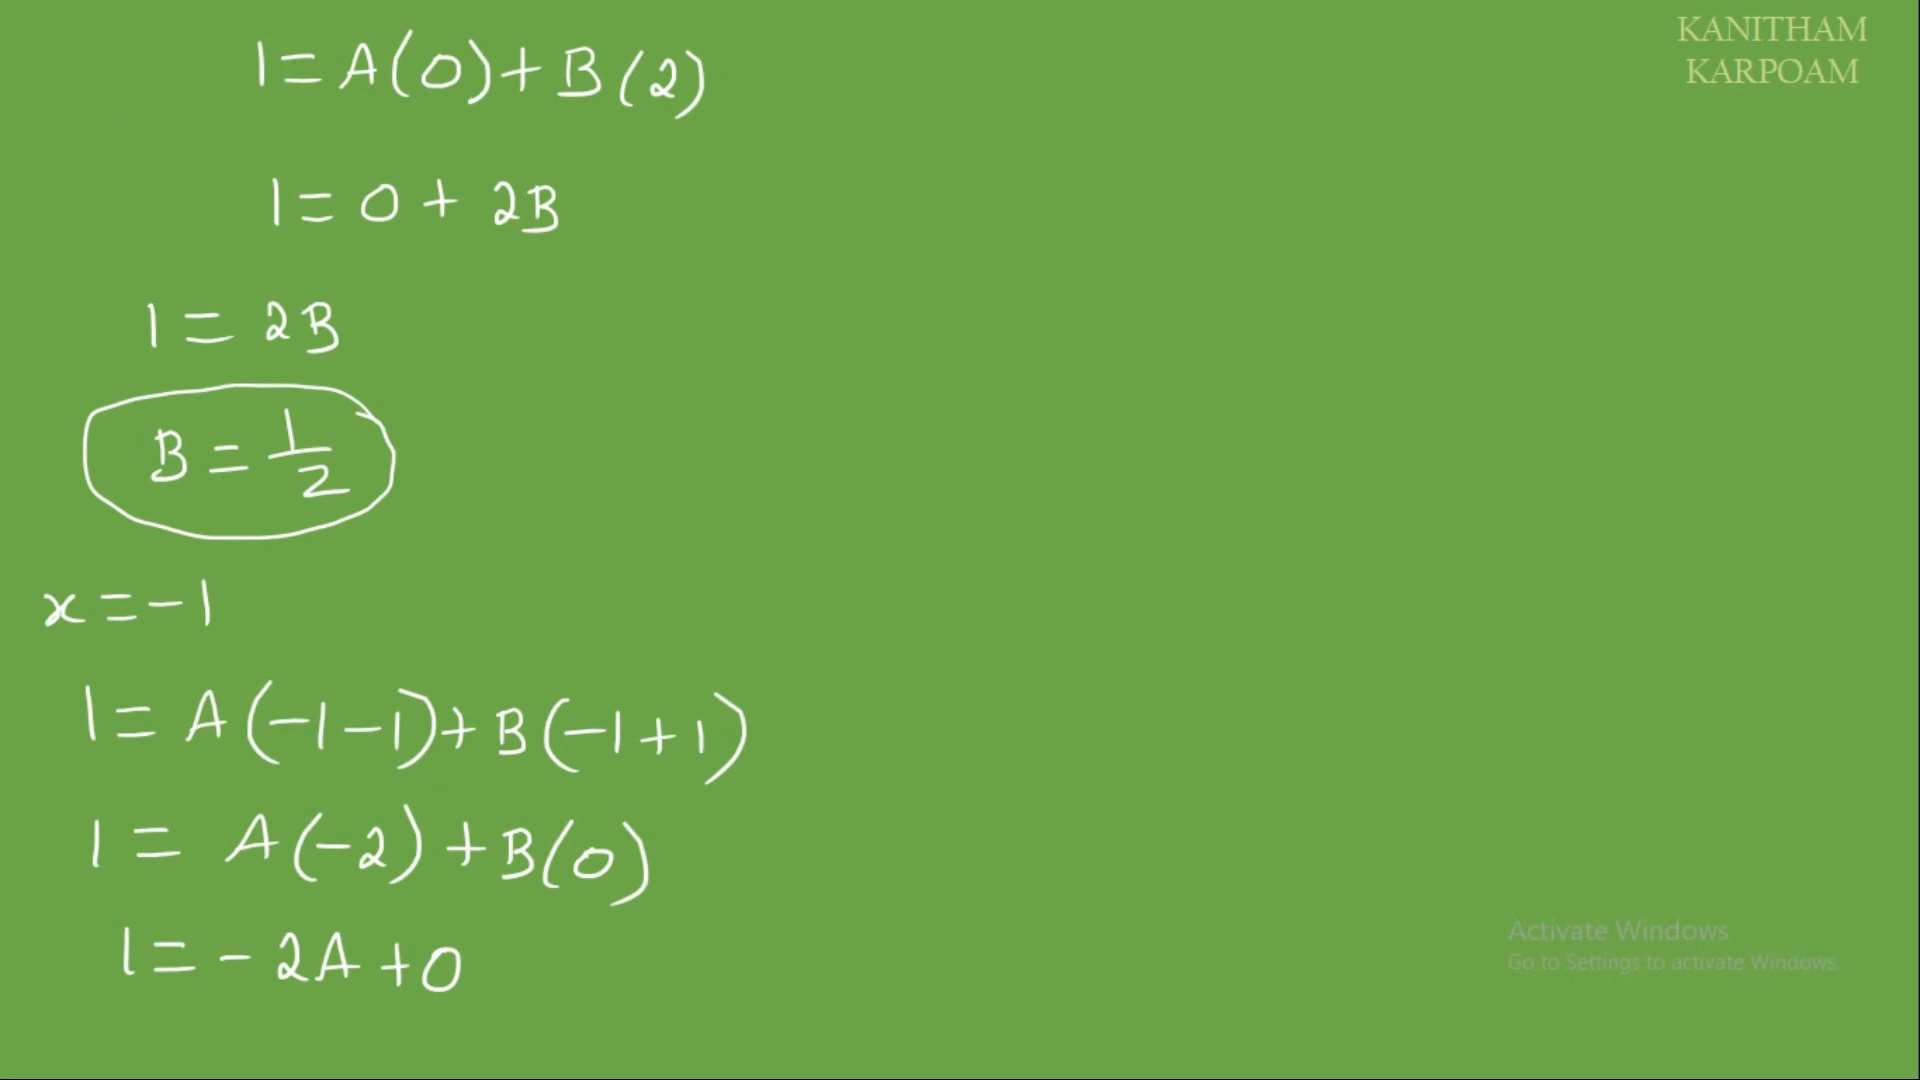 KANITHAM
KARPOAM
1 = A(0) + B(2)
1 = 0 + 2B
1 = 2B
B = 1/2
x = -1
1 = A(-1-1) + B(-1+1)
1 = A(-2) + B(0)
1 = -2A + 0
Activate Windows
Go to Settings to activate Windows.